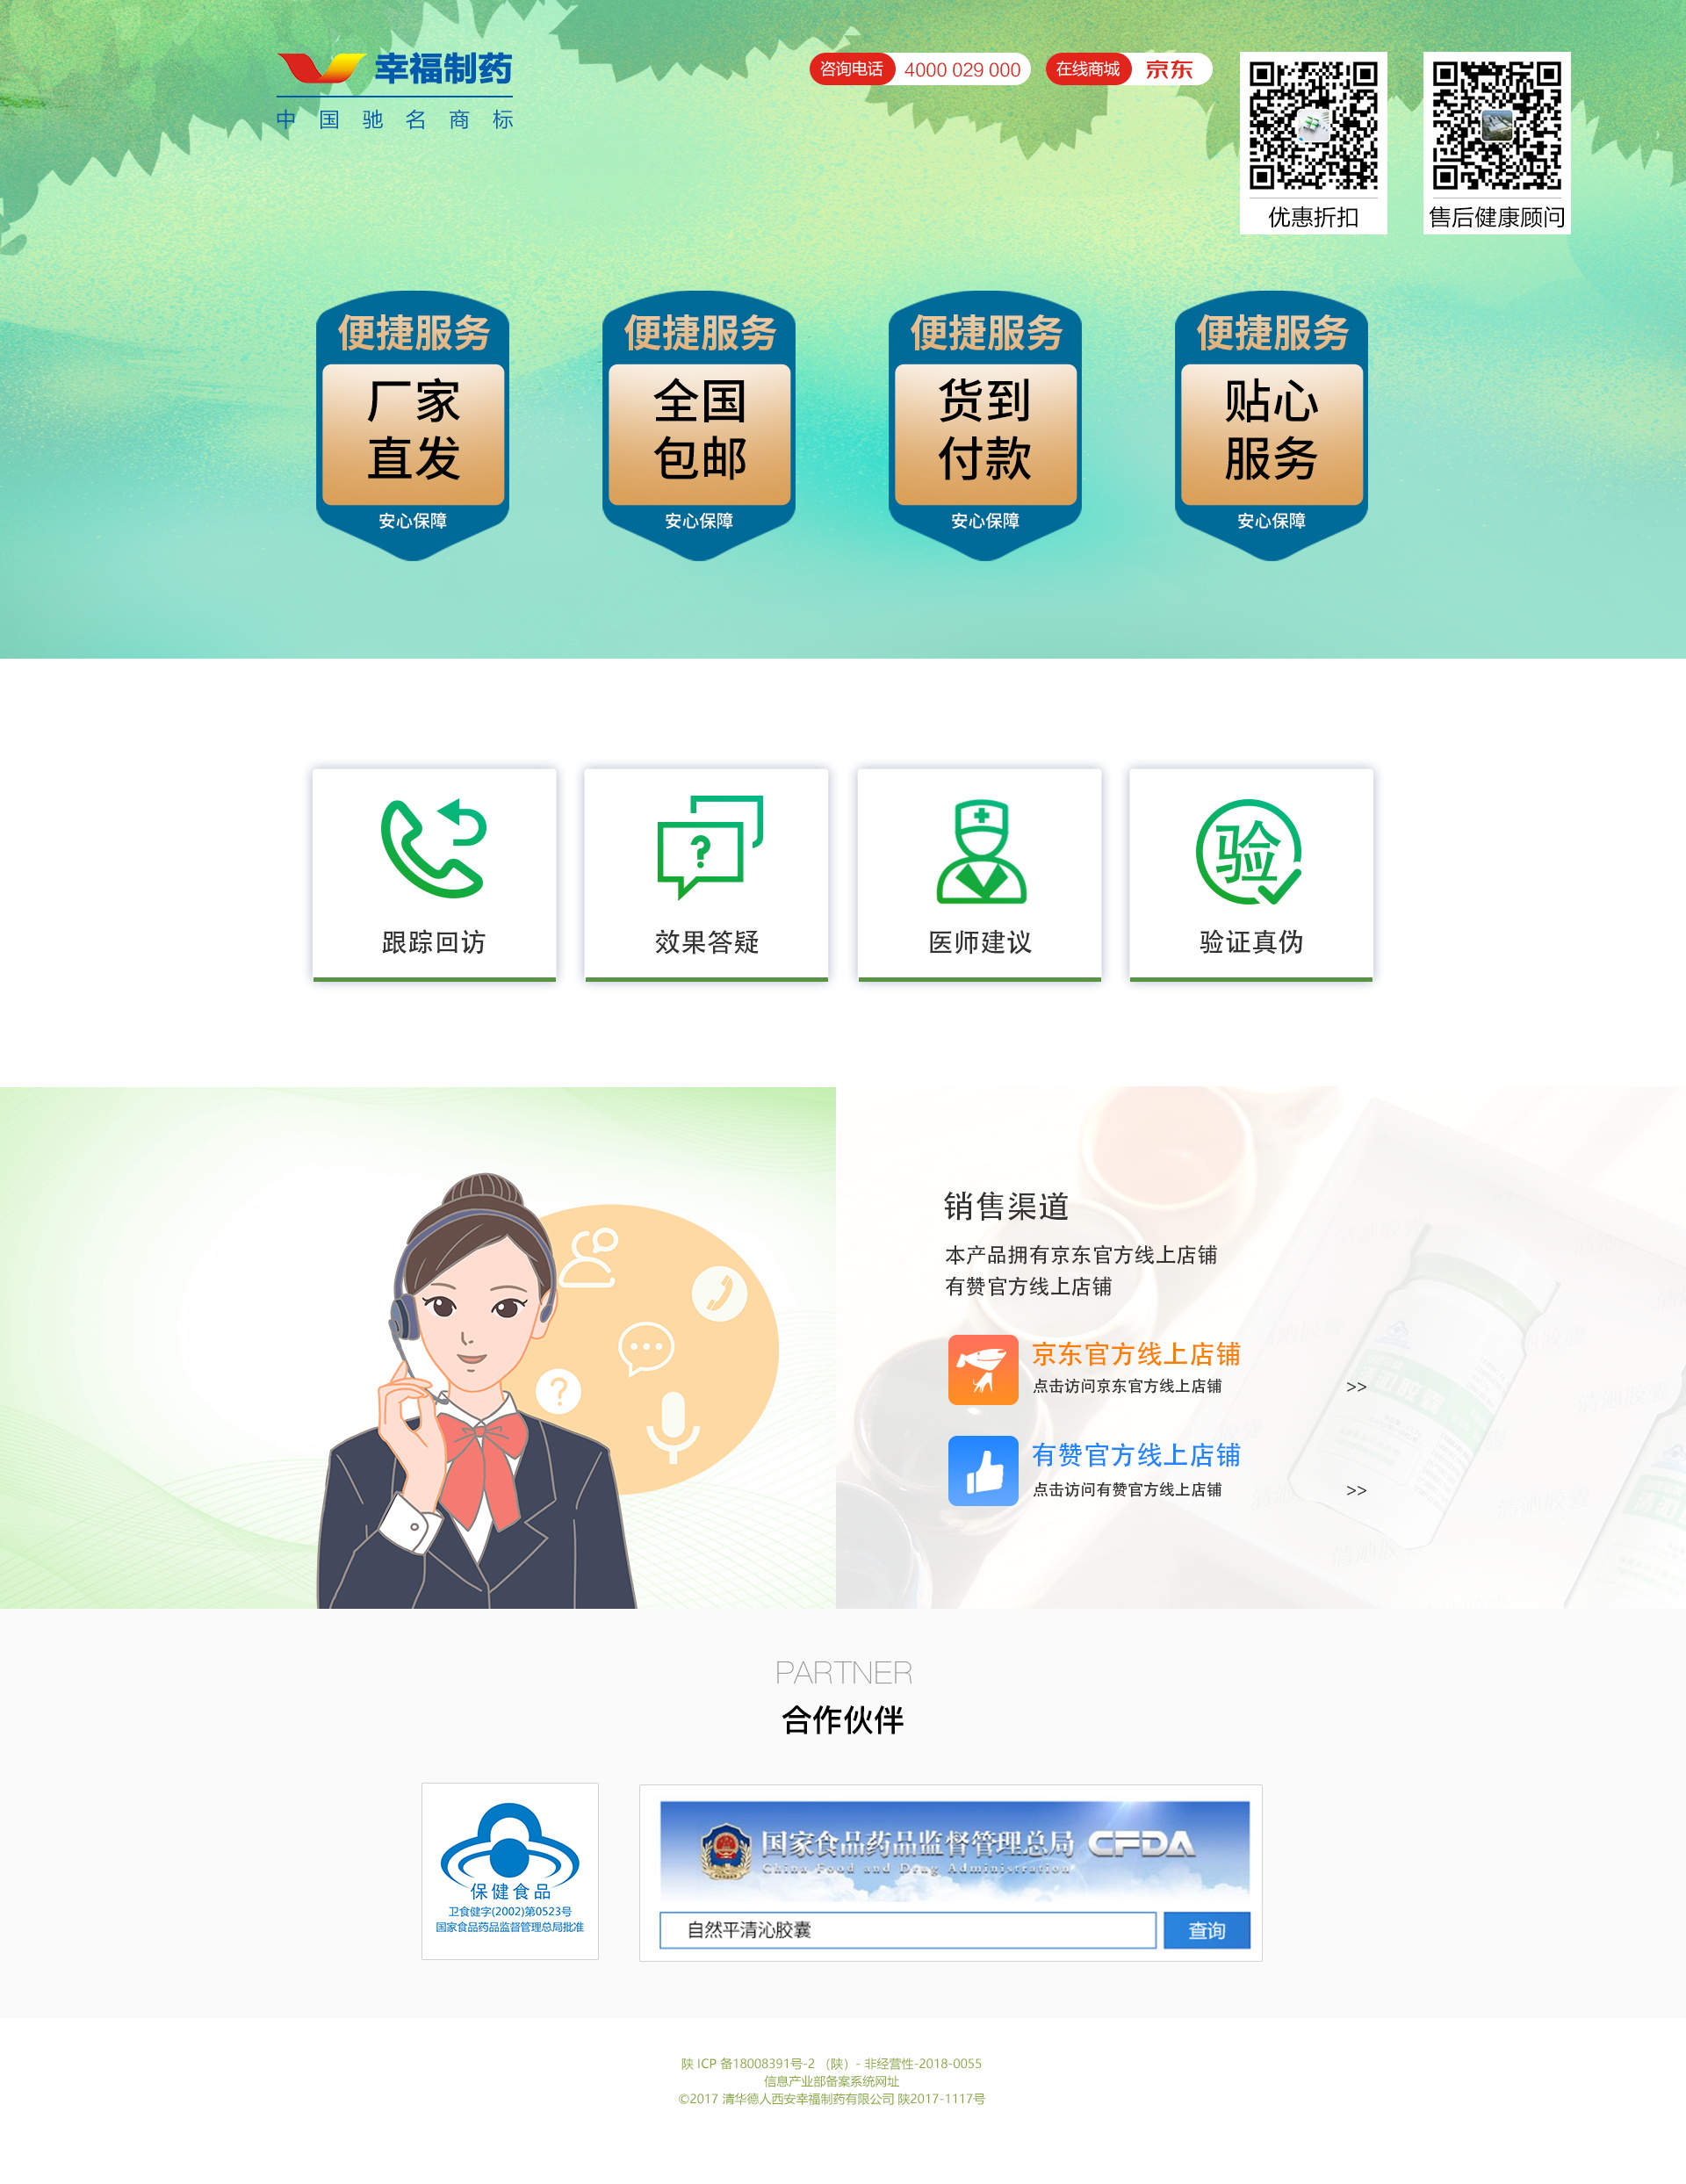 幸福制药
中国驰名商标
咨询电话 4000 029 000
在线商城 京东
优惠折扣
售后健康顾问
便捷服务
厂家
直发
安心保障
便捷服务
全国
包邮
安心保障
便捷服务
货到
付款
安心保障
便捷服务
贴心
服务
安心保障
跟踪回访
?
效果答疑
医师建议
验
验证真伪
?
销售渠道
本产品拥有京东官方线上店铺
有赞官方线上店铺
京东官方线上店铺
点击访问京东官方线上店铺 >>
有赞官方线上店铺
点击访问有赞官方线上店铺 >>
PARTNER
合作伙伴
保健食品
卫食健字(2002)第0523号
国家食品药品监督管理总局批准
国家食品药品监督管理总局 CFDA
China Food and Drug Administration
自然平清沁胶囊 查询
陕 ICP 备18008391号-2 （陕）- 非经营性-2018-0055
信息产业部备案系统网址
©2017 清华德人西安幸福制药有限公司 陕2017-1117号